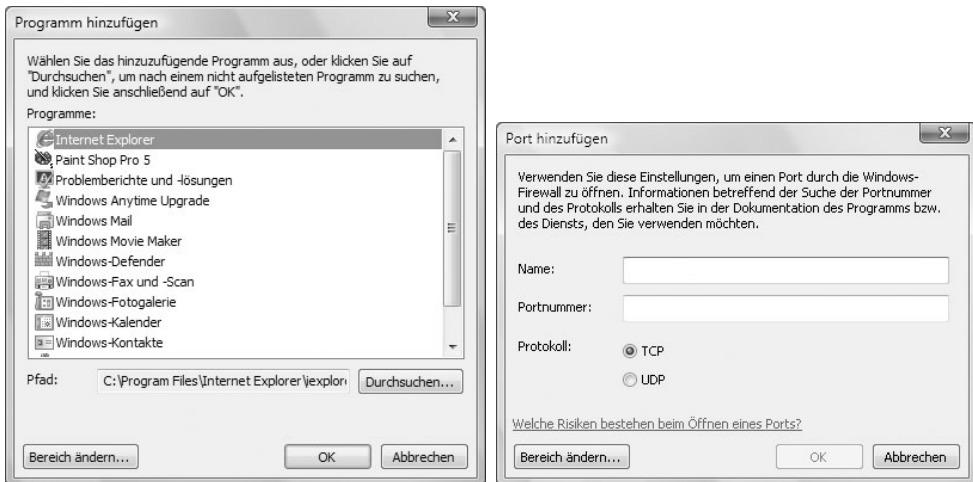 Programm hinzufügen
Wählen Sie das hinzuzufügende Programm aus, oder klicken Sie auf
"Durchsuchen", um nach einem nicht aufgelisteten Programm zu suchen,
und klicken Sie anschließend auf "OK".
Programme:
Internet Explorer
Paint Shop Pro 5
Problemberichte und -lösungen
Windows Anytime Upgrade
Windows Mail
Windows Movie Maker
Windows-Defender
Windows-Fax und -Scan
Windows-Fotogalerie
Windows-Kalender
Windows-Kontakte
Pfad: C:\Program Files\Internet Explorer\iexplor Durchsuchen...
Bereich ändern... OK Abbrechen
Port hinzufügen
Verwenden Sie diese Einstellungen, um einen Port durch die Windows-
Firewall zu öffnen. Informationen betreffend der Suche der Portnummer
und des Protokolls erhalten Sie in der Dokumentation des Programms bzw.
des Diensts, den Sie verwenden möchten.
Name:
Portnummer:
Protokoll: TCP
UDP
Welche Risiken bestehen beim Öffnen eines Ports?
Bereich ändern... OK Abbrechen